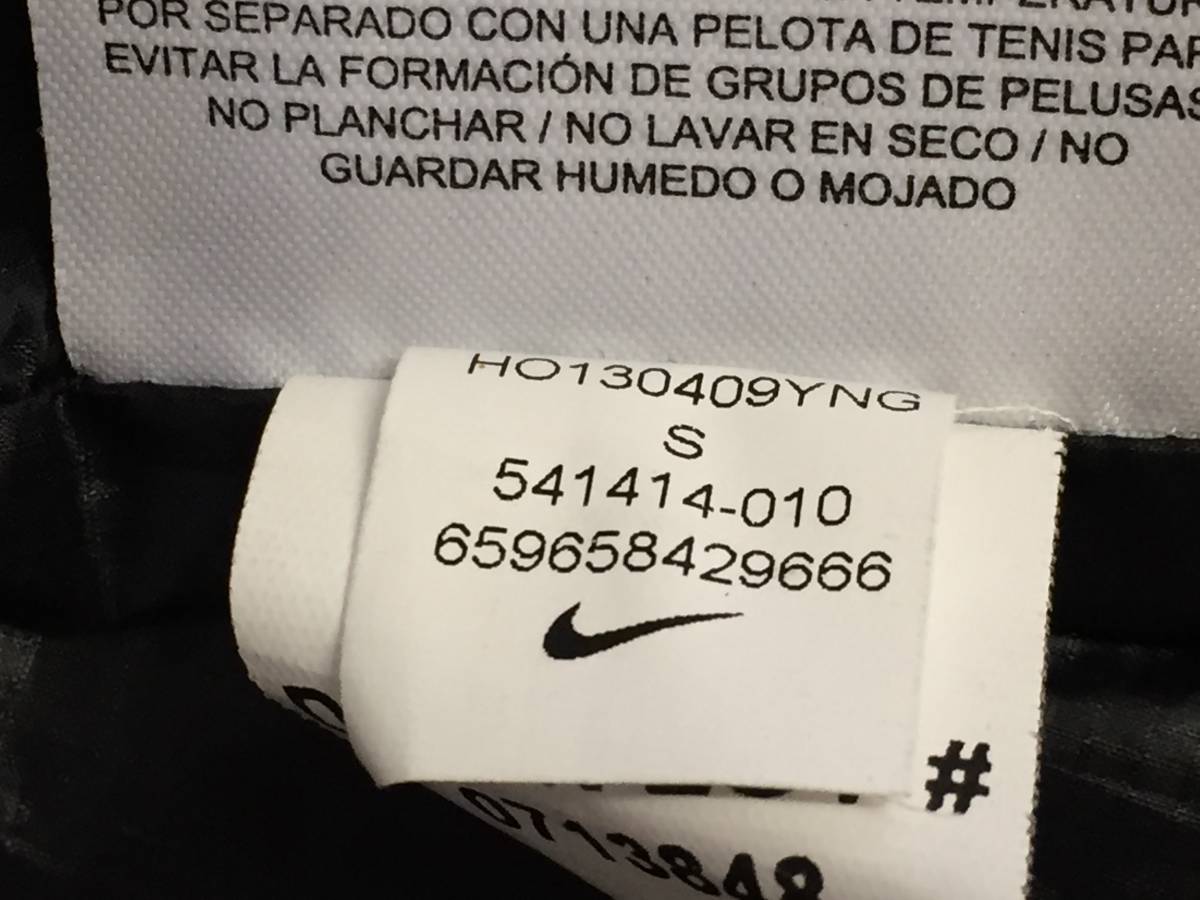 POR SEPARADO CON UNA PELOTA DE TENIS
EVITAR LA FORMACIÓN DE GRUPOS DE PELUSAS
NO PLANCHAR / NO LAVAR EN SECO / NO
GUARDAR HUMEDO O MOJADO
HO130409YNG
S
541414-010
659658429666
#
0713848